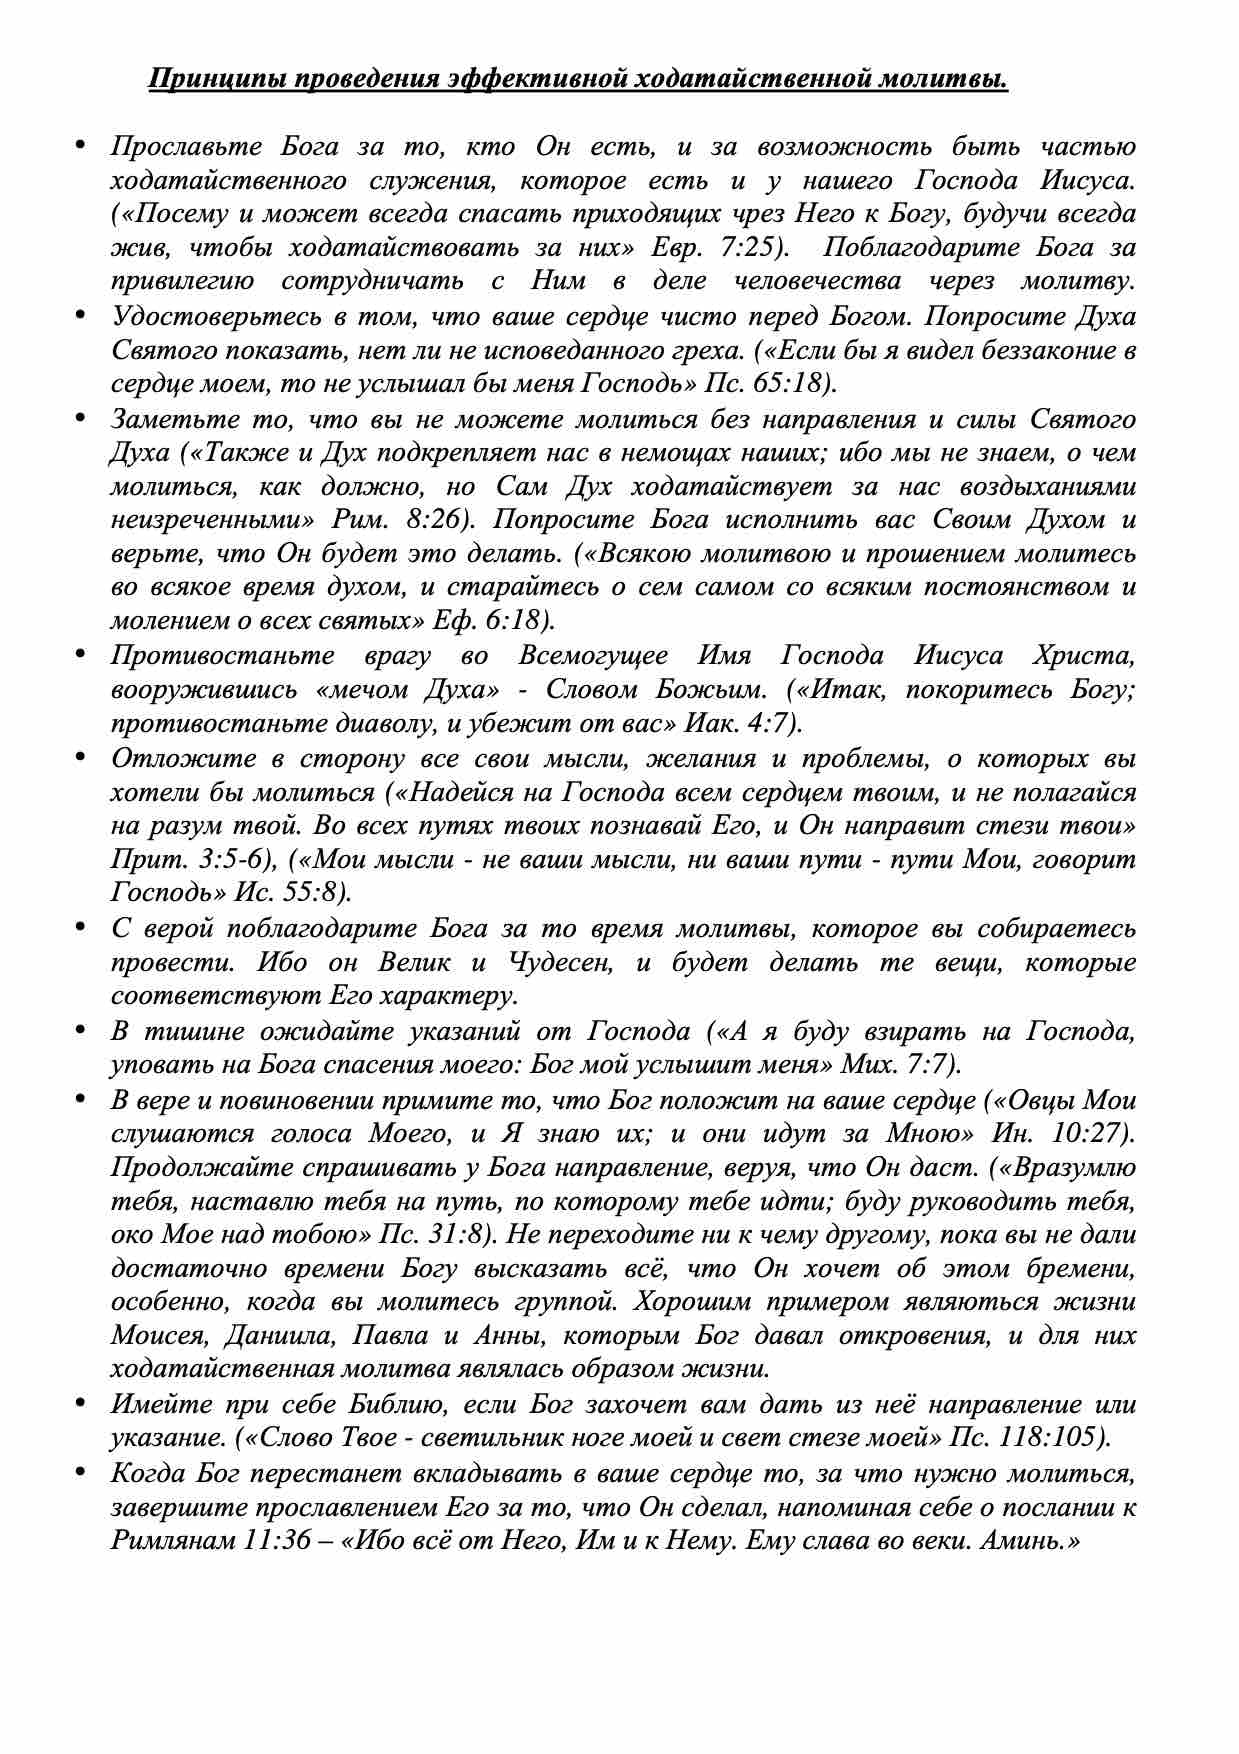 Принципы проведения эффективной ходатайственной молитвы.
• Прославьте Бога за то, кто Он есть, и за возможность быть частью
ходатайственного служения, которое есть и у нашего Господа Иисуса.
(«Посему и может всегда спасать приходящих чрез Него к Богу, будучи всегда
жив, чтобы ходатайствовать за них» Евр. 7:25). Поблагодарите Бога за
привилегию сотрудничать с Ним в деле человечества через молитву.
• Удостоверьтесь в том, что ваше сердце чисто перед Богом. Попросите Духа
Святого показать, нет ли не исповеданного греха. («Если бы я видел беззаконие в
сердце моем, то не услышал бы меня Господь» Пс. 65:18).
• Заметьте то, что вы не можете молиться без направления и силы Святого
Духа («Также и Дух подкрепляет нас в немощах наших; ибо мы не знаем, о чем
молиться, как должно, но Сам Дух ходатайствует за нас воздыханиями
неизреченными» Рим. 8:26). Попросите Бога исполнить вас Своим Духом и
верьте, что Он будет это делать. («Всякою молитвою и прошением молитесь
во всякое время духом, и старайтесь о сем самом со всяким постоянством и
молением о всех святых» Еф. 6:18).
• Противостаньте врагу во Всемогущее Имя Господа Иисуса Христа,
вооружившись «мечом Духа» - Словом Божьим. («Итак, покоритесь Богу;
противостаньте диаволу, и убежит от вас» Иак. 4:7).
• Отложите в сторону все свои мысли, желания и проблемы, о которых вы
хотели бы молиться («Надейся на Господа всем сердцем твоим, и не полагайся
на разум твой. Во всех путях твоих познавай Его, и Он направит стези твои»
Прит. 3:5-6), («Мои мысли - не ваши мысли, ни ваши пути - пути Мои, говорит
Господь» Ис. 55:8).
• С верой поблагодарите Бога за то время молитвы, которое вы собираетесь
провести. Ибо он Велик и Чудесен, и будет делать те вещи, которые
соответствуют Его характеру.
• В тишине ожидайте указаний от Господа («А я буду взирать на Господа,
уповать на Бога спасения моего: Бог мой услышит меня» Мих. 7:7).
• В вере и повиновении примите то, что Бог положит на ваше сердце («Овцы Мои
слушаются голоса Моего, и Я знаю их; и они идут за Мною» Ин. 10:27).
Продолжайте спрашивать у Бога направление, веруя, что Он даст. («Вразумлю
тебя, наставлю тебя на путь, по которому тебе идти; буду руководить тебя,
око Мое над тобою» Пс. 31:8). Не переходите ни к чему другому, пока вы не дали
достаточно времени Богу высказать всё, что Он хочет об этом бремени,
особенно, когда вы молитесь группой. Хорошим примером являються жизни
Моисея, Даниила, Павла и Анны, которым Бог давал откровения, и для них
ходатайственная молитва являлась образом жизни.
• Имейте при себе Библию, если Бог захочет вам дать из неё направление или
указание. («Слово Твое - светильник ноге моей и свет стезе моей» Пс. 118:105).
• Когда Бог перестанет вкладывать в ваше сердце то, за что нужно молиться,
завершите прославлением Его за то, что Он сделал, напоминая себе о послании к
Римлянам 11:36 – «Ибо всё от Него, Им и к Нему. Ему слава во веки. Аминь.»